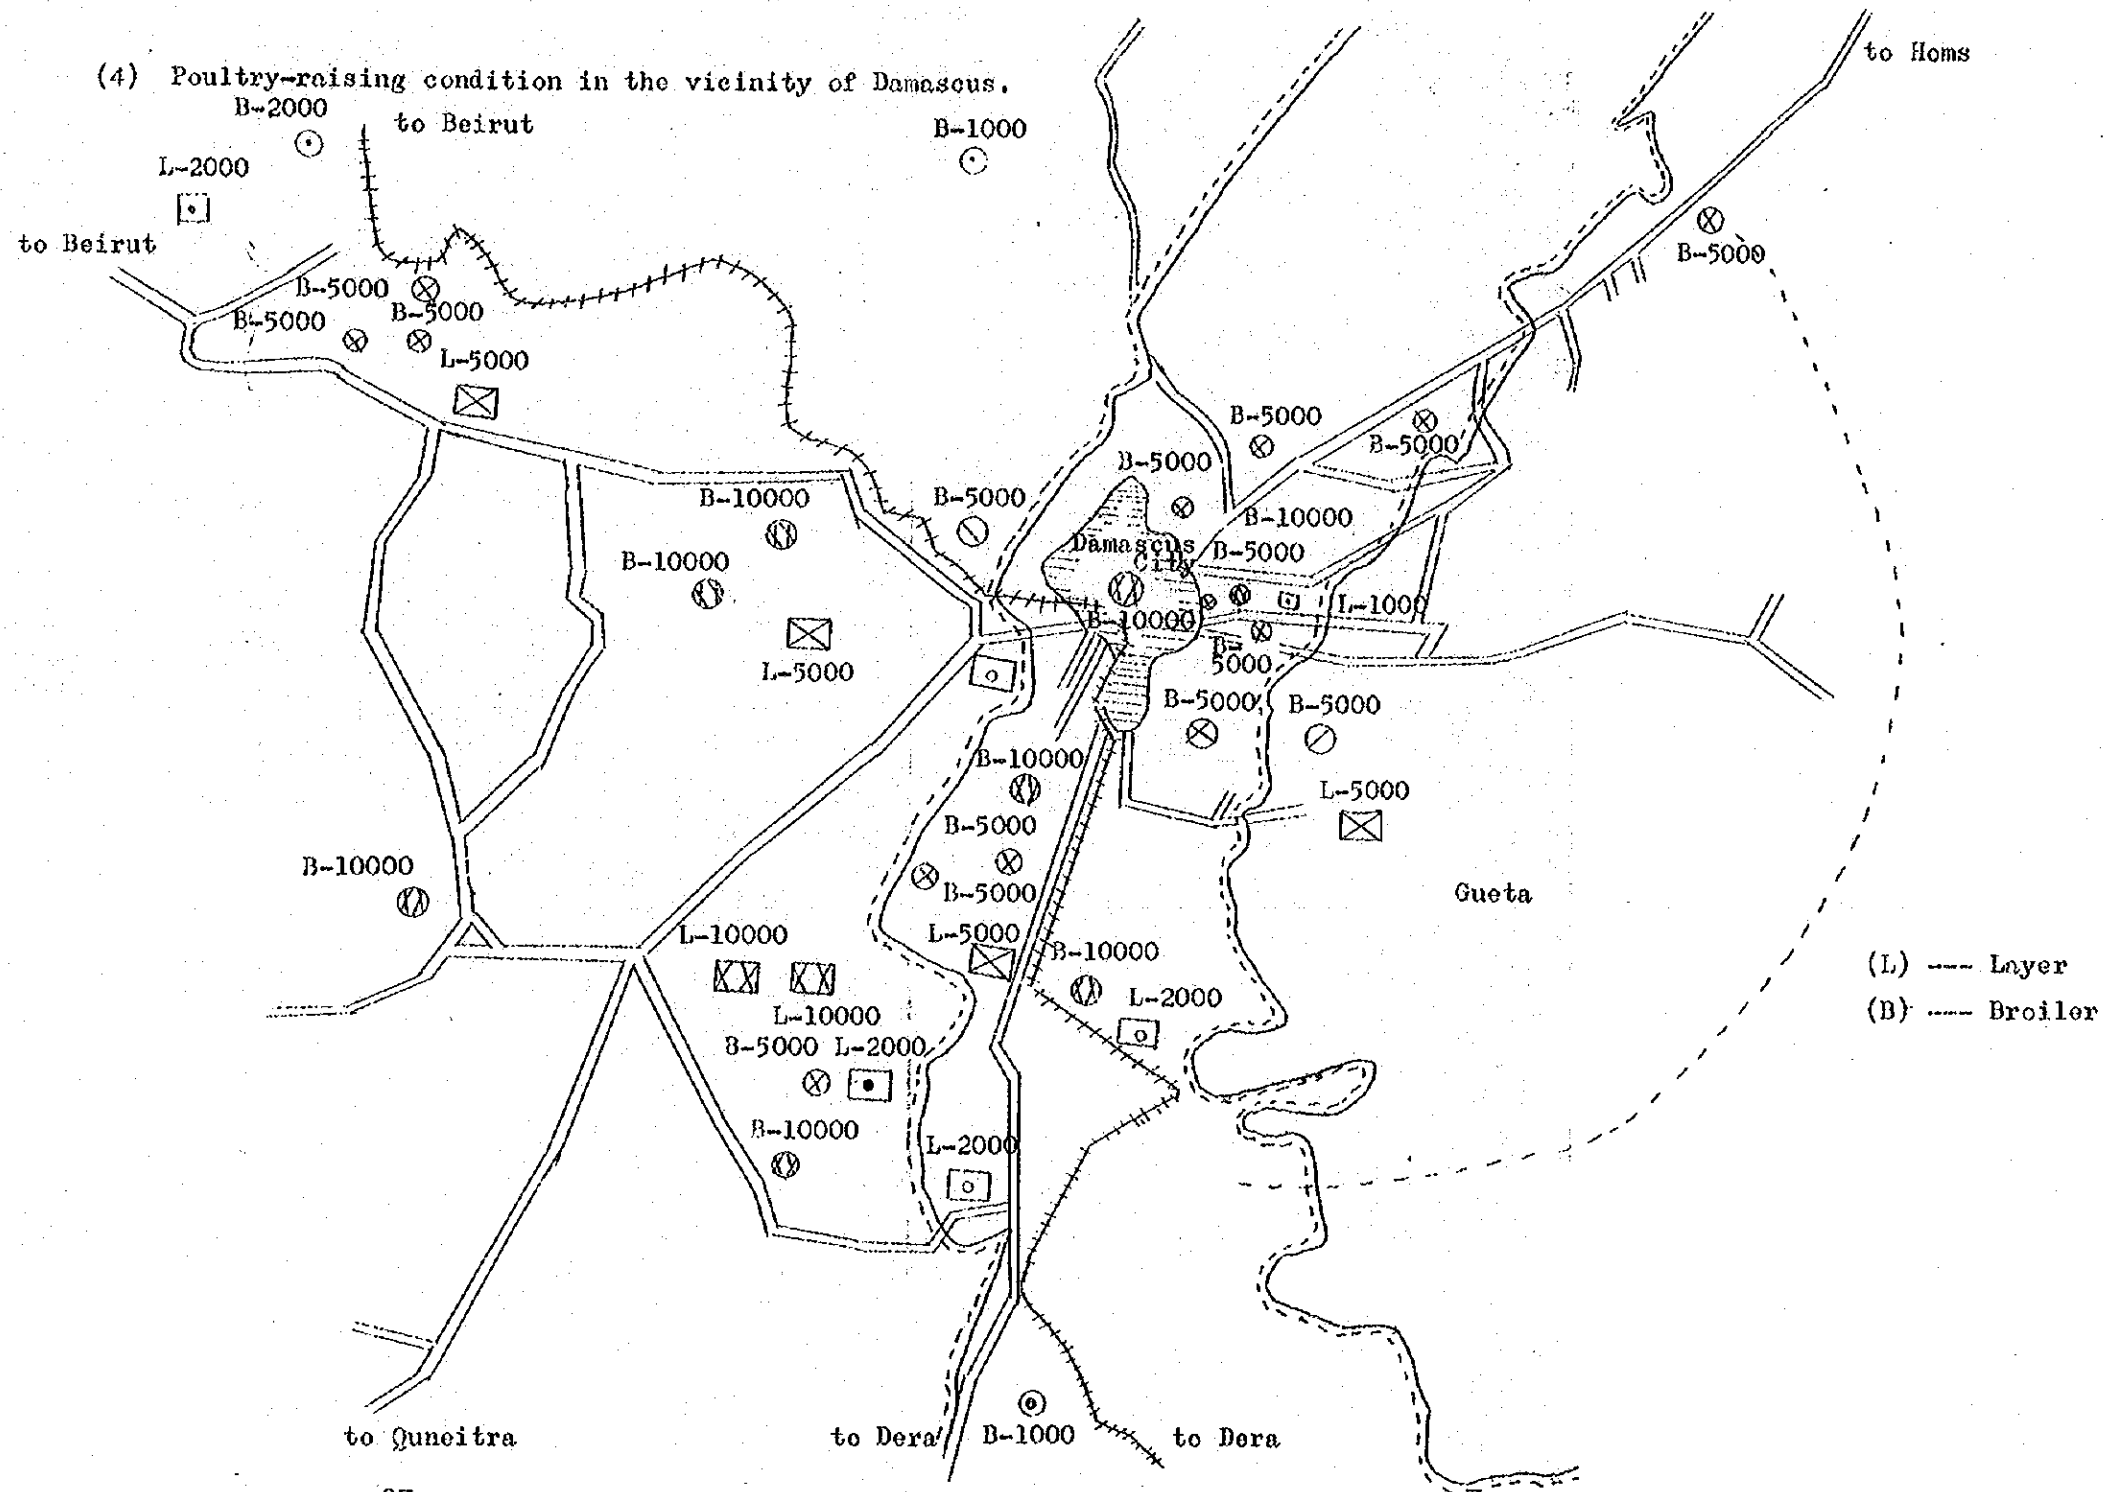 (4) Poultry-raising condition in the vicinity of Damascus.
to Homs
B-2000
to Beirut
B-1000
L-2000
to Beirut
B-5000
B-5000
B-5000
B-5000
L-5000
B-5000
B-5000
B-5000
B-10000
B-5000
B-10000
Damascus
City
B-5000
B-10000
L-1000
B-10000
B-
5000
L-5000
B-5000
B-5000
B-10000
L-5000
B-5000
B-10000
B-5000
Gueta
L-10000
L-5000
B-10000
(L) --- Layer
L-2000
(B) ---- Broiler
L-10000
B-5000
L-2000
B-10000
L-2000
to Quneitra
to Dera
B-1000
to Dera